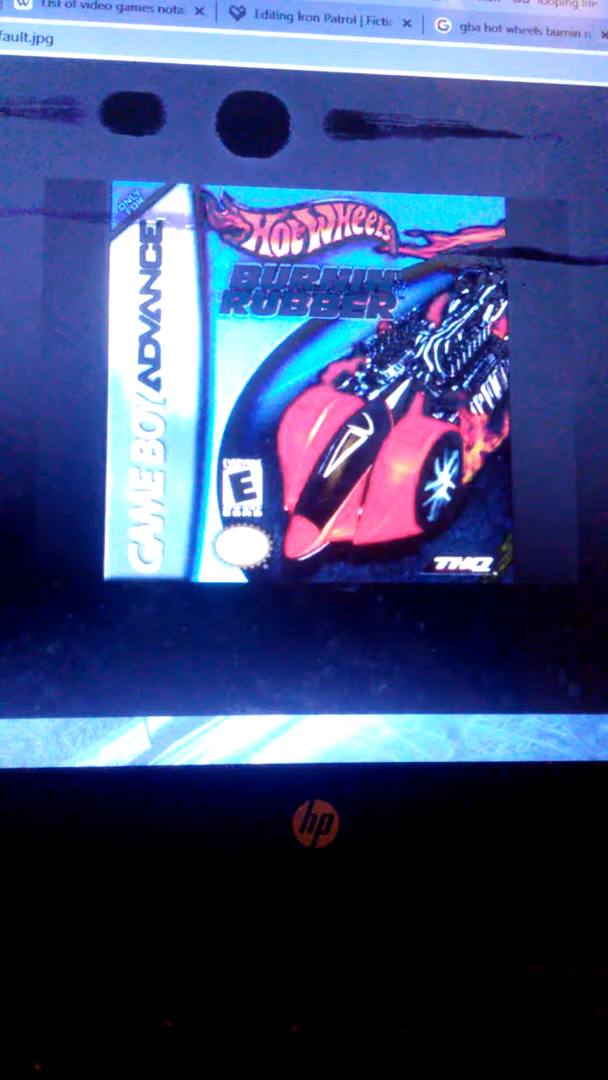 List of video games nota
Editing Iron Patrol | Fictic
gba hot wheels burnin r
fault.jpg
ONLY
FOR
GAME BOY ADVANCE
HOT WHEELS
BURNIN'
RUBBER
E
THQ
hp